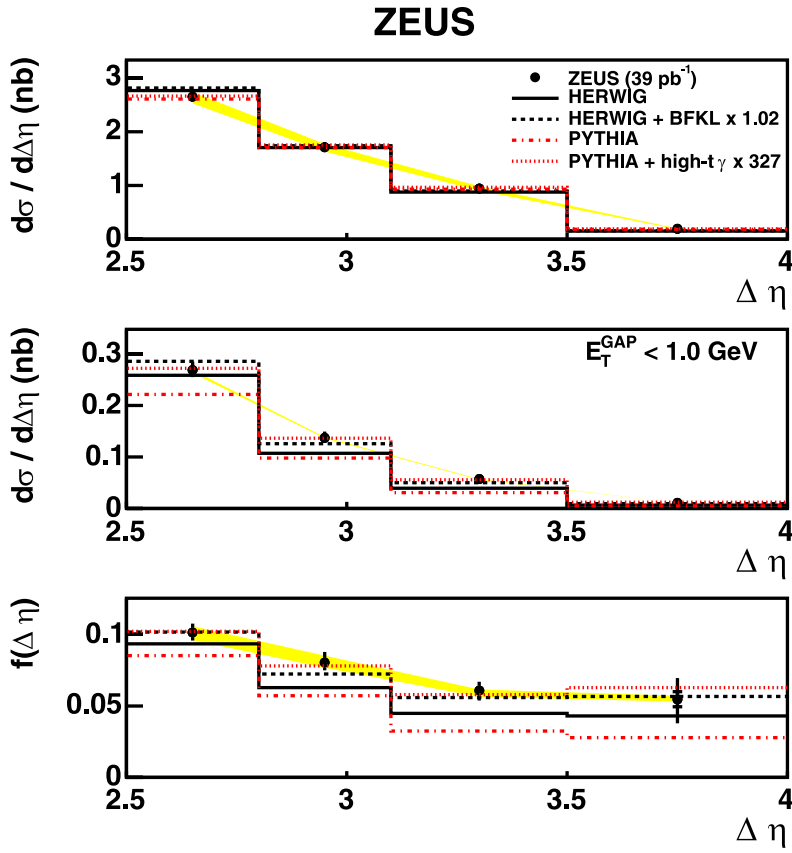 ZEUS
dσ / dΔη (nb)
3
2
1
0
ZEUS (39 pb⁻¹)
HERWIG
HERWIG + BFKL x 1.02
PYTHIA
PYTHIA + high-t γ x 327
2.5 3 3.5 4
Δ η
dσ / dΔη (nb)
0.3
0.2
0.1
0
E_T^GAP < 1.0 GeV
2.5 3 3.5 4
Δ η
f(Δ η)
0.1
0.05
0
2.5 3 3.5 4
Δ η